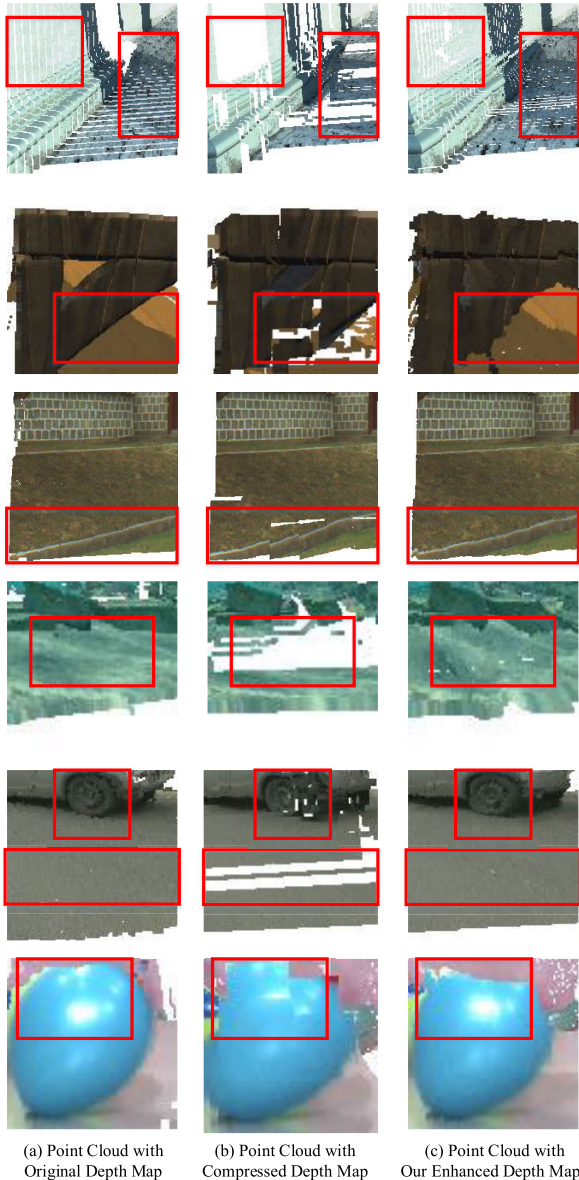 (a) Point Cloud with
Original Depth Map
(b) Point Cloud with
Compressed Depth Map
(c) Point Cloud with
Our Enhanced Depth Map